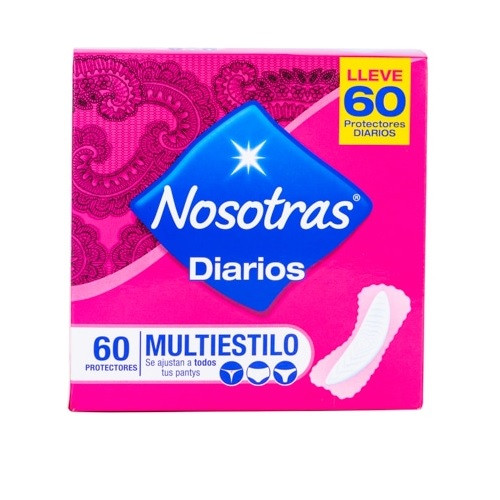 LLEVE
60
Protectores
DIARIOS
Nosotras®
Diarios
60
PROTECTORES
MULTIESTILO
Se ajustan a todos
tus pantys